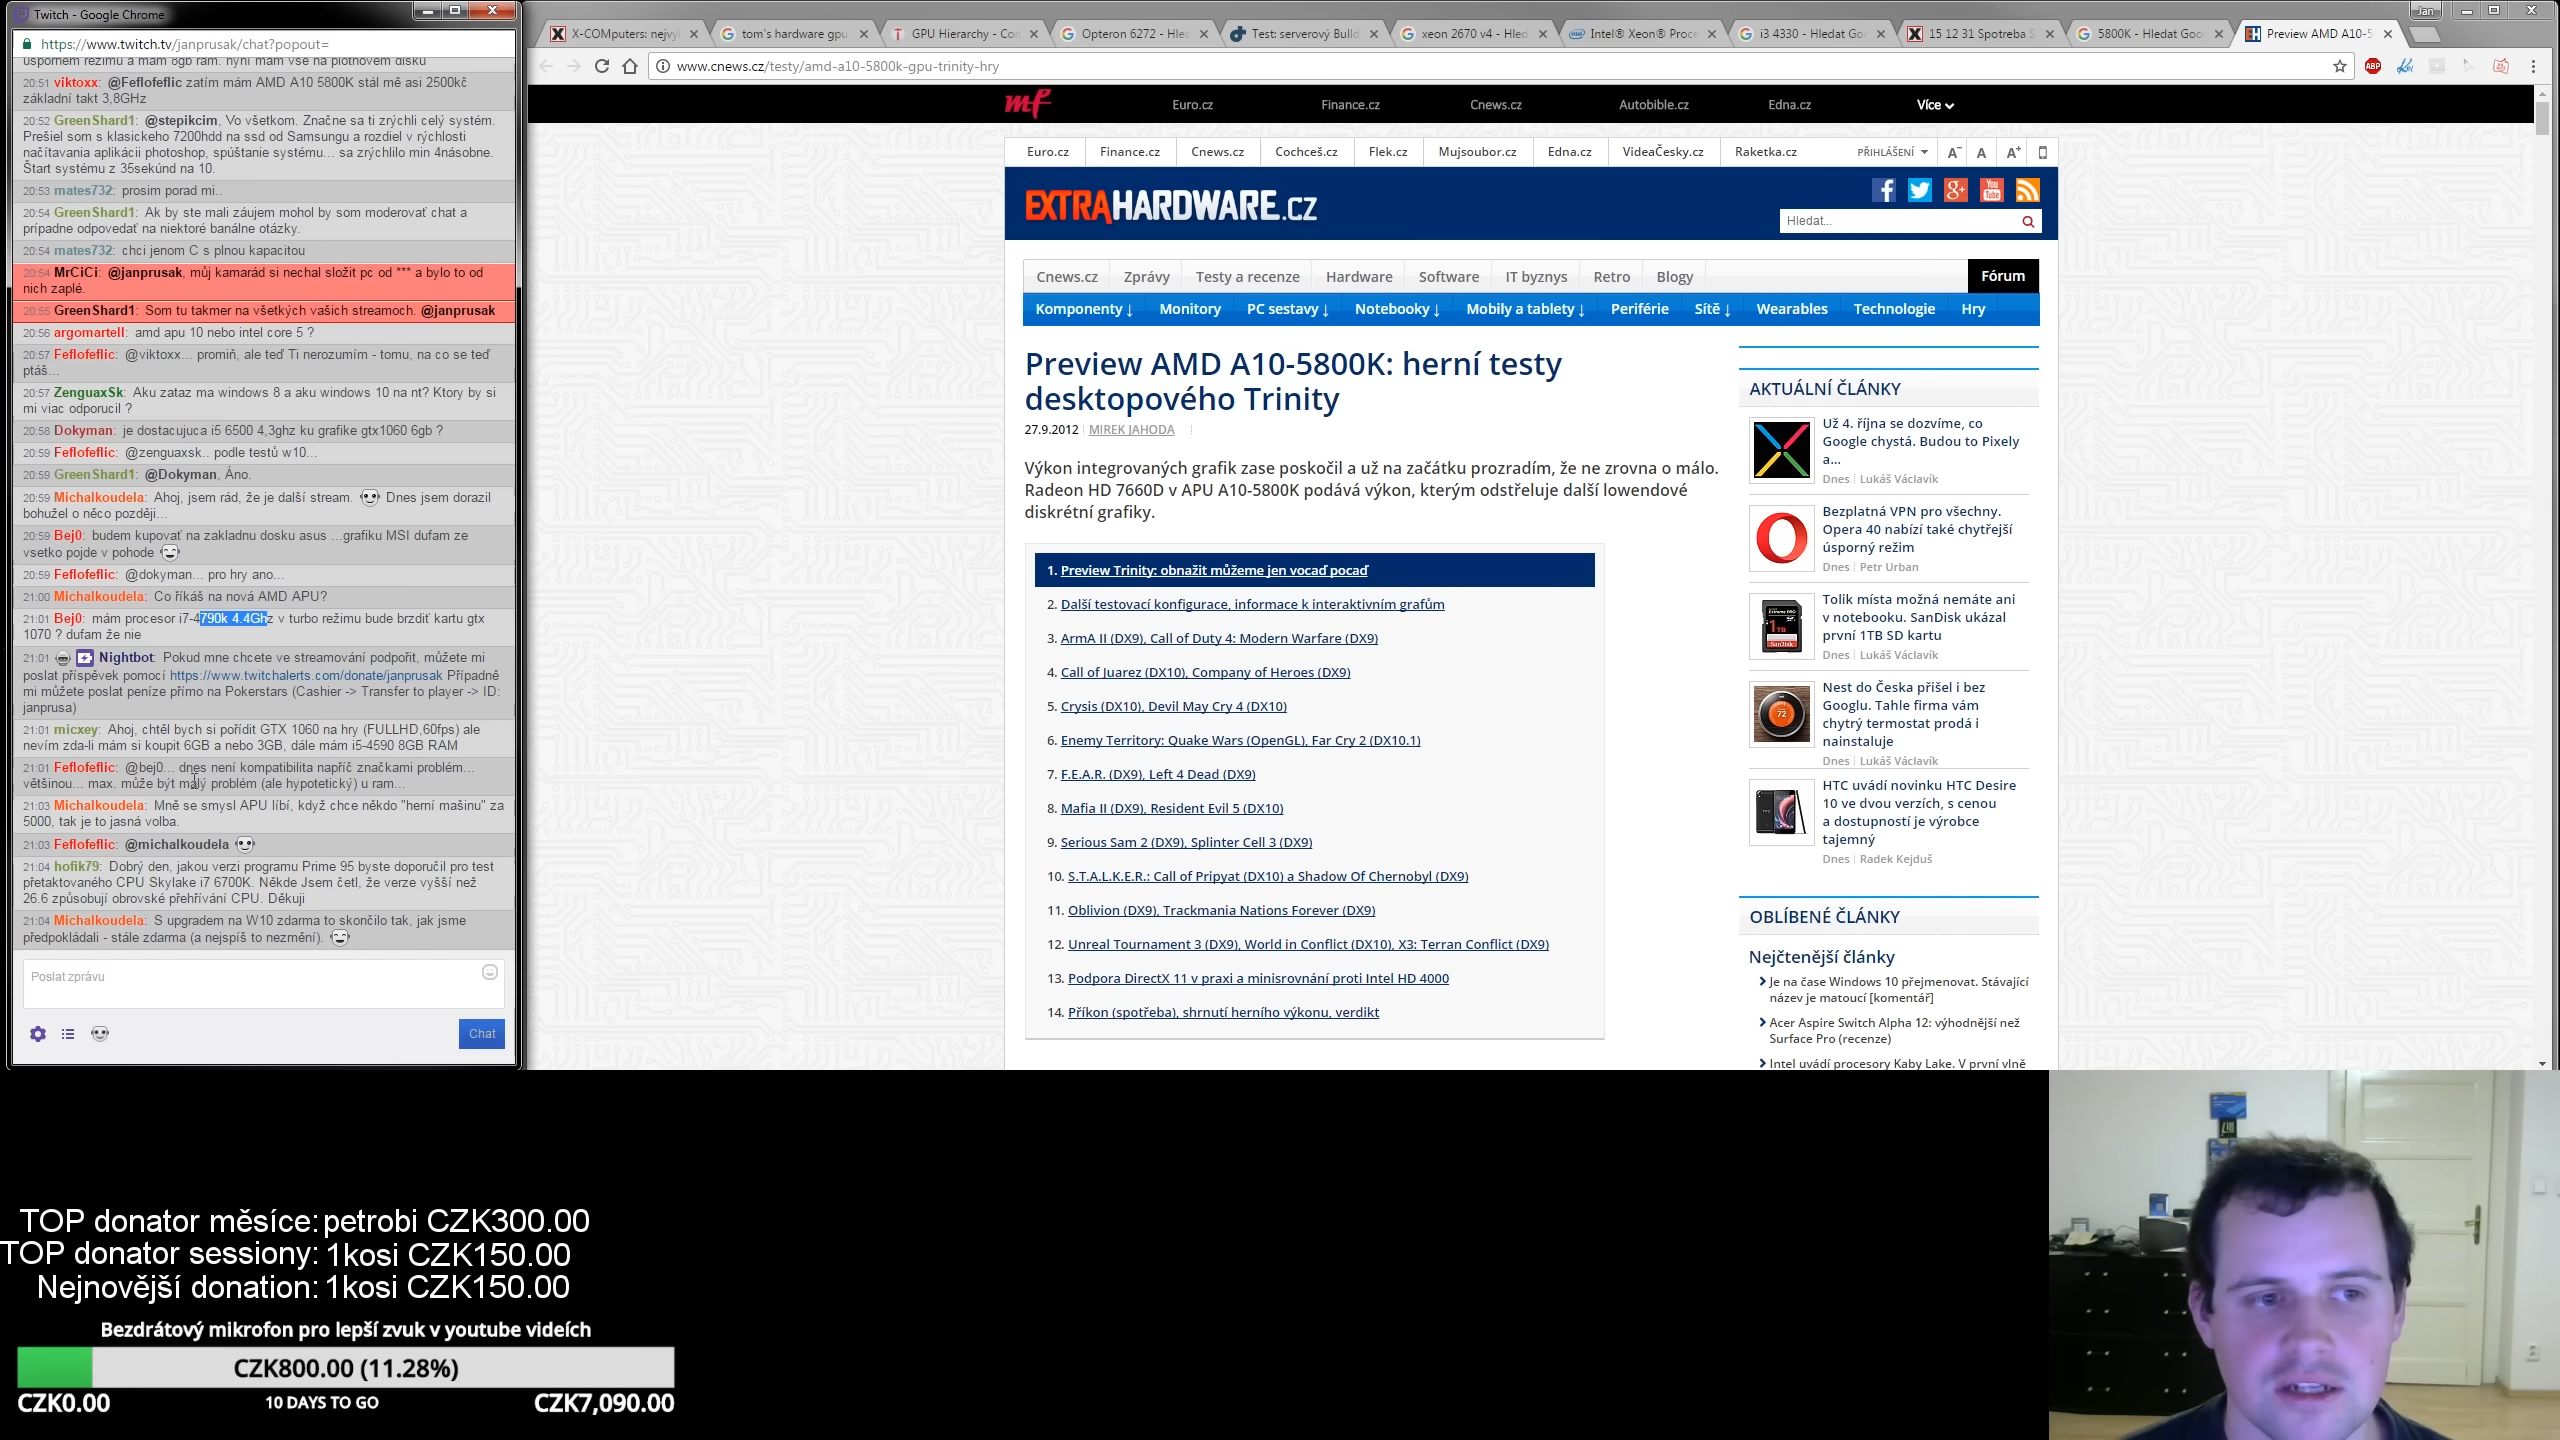 Twitch - Google Chrome
https://www.twitch.tv/janprusak/chat?popout=
úsporném režimu a mám 8gb ram. nyní mám vše na plotnovém disku
20:51 viktoxx: @Feflofeflic zatím mám AMD A10 5800K stál mě asi 2500kč
základní takt 3,8GHz
20:52 GreenShard1: @stepikcim, Vo všetkom. Značne sa ti zrýchli celý systém.
Prešiel som s klasickeho 7200hdd na ssd od Samsungu a rozdiel v rýchlosti
načítavania aplikácii photoshop, spúštanie systému... sa zrýchlilo min 4násobne.
Štart systému z 35sekúnd na 10.
20:53 mates732: prosim porad mi..
20:54 GreenShard1: Ak by ste mali záujem mohol by som moderovať chat a
prípadne odpovedať na niektoré banálne otázky.
20:54 mates732: chci jenom C s plnou kapacitou
20:54 MrCiCi: @janprusak, můj kamarád si nechal složit pc od *** a bylo to od
nich zaplé.
20:55 GreenShard1: Som tu takmer na všetkých vašich streamoch. @janprusak
20:56 argomartell: amd apu 10 nebo intel core 5 ?
20:57 Feflofeflic: @viktoxx... promiň, ale teď Ti nerozumím - tomu, na co se teď
ptáš...
20:57 ZenguaxSk: Aku zataz ma windows 8 a aku windows 10 na nt? Ktory by si
mi viac odporucil ?
20:58 Dokyman: je dostacujuca i5 6500 4,3ghz ku grafike gtx1060 6gb ?
20:59 Feflofeflic: @zenguaxsk.. podle testů w10...
20:59 GreenShard1: @Dokyman, Áno.
20:59 Michalkoudela: Ahoj, jsem rád, že je další stream. Dnes jsem dorazil
bohužel o něco později...
20:59 Bej0: budem kupovať na zakladnu dosku asus ...grafiku MSI dufam ze
vsetko pojde v pohode
20:59 Feflofeflic: @dokyman... pro hry ano...
21:00 Michalkoudela: Co říkáš na nová AMD APU?
21:01 Bej0: mám procesor i7-4790k 4.4Ghz v turbo režimu bude brzdiť kartu gtx
1070 ? dufam že nie
21:01 Nightbot: Pokud mne chcete ve streamování podpořit, můžete mi
poslat příspěvek pomocí https://www.twitchalerts.com/donate/janprusak Případně
mi můžete poslat peníze přímo na Pokerstars (Cashier -> Transfer to player -> ID:
janprusa)
21:01 micxey: Ahoj, chtěl bych si pořídit GTX 1060 na hry (FULLHD,60fps) ale
nevím zda-li mám si koupit 6GB a nebo 3GB, dále mám i5-4590 8GB RAM
21:01 Feflofeflic: @bej0... dnes není kompatibilita napříč značkami problém...
většinou... max. může být malý problém (ale hypotetický) u ram...
21:03 Michalkoudela: Mně se smysl APU líbí, když chce někdo "herní mašinu" za
5000, tak je to jasná volba.
21:03 Feflofeflic: @michalkoudela
21:04 hofik79: Dobrý den, jakou verzi programu Prime 95 byste doporučil pro test
přetaktovaného CPU Skylake i7 6700K. Někde Jsem četl, že verze vyšší než
26.6 způsobují obrovské přehřívání CPU. Děkuji
21:04 Michalkoudela: S upgradem na W10 zdarma to skončilo tak, jak jsme
předpokládali - stále zdarma (a nejspíš to nezmění).
Poslat zprávu
Chat
X-COMputers: nejvý
tom's hardware gpu
GPU Hierarchy - Con
Opteron 6272 - Hled
Test: serverový Bulld
xeon 2670 v4 - Hled
Intel® Xeon® Proce
i3 4330 - Hledat Goo
15 12 31 Spotreba S
5800K - Hledat Goo
Preview AMD A10-5
Jan
www.cnews.cz/testy/amd-a10-5800k-gpu-trinity-hry
ABP
mf Euro.cz Finance.cz Cnews.cz Autobible.cz Edna.cz Více
Euro.cz Finance.cz Cnews.cz Cochceš.cz Flek.cz Mujsoubor.cz Edna.cz VideaČesky.cz Raketka.cz PŘIHLÁŠENÍ A- A A+
EXTRAHARDWARE.CZ
You Tube
Hledat...
Cnews.cz Zprávy Testy a recenze Hardware Software IT byznys Retro Blogy Fórum
Komponenty ↓ Monitory PC sestavy ↓ Notebooky ↓ Mobily a tablety ↓ Periférie Sítě ↓ Wearables Technologie Hry
Preview AMD A10-5800K: herní testy
desktopového Trinity
27.9.2012 MIREK JAHODA
Výkon integrovaných grafik zase poskočil a už na začátku prozradím, že ne zrovna o málo.
Radeon HD 7660D v APU A10-5800K podává výkon, kterým odstřeluje další lowendové
diskrétní grafiky.
1. Preview Trinity: obnažit můžeme jen vocaď pocaď
2. Další testovací konfigurace, informace k interaktivním grafům
3. ArmA II (DX9), Call of Duty 4: Modern Warfare (DX9)
4. Call of Juarez (DX10), Company of Heroes (DX9)
5. Crysis (DX10), Devil May Cry 4 (DX10)
6. Enemy Territory: Quake Wars (OpenGL), Far Cry 2 (DX10.1)
7. F.E.A.R. (DX9), Left 4 Dead (DX9)
8. Mafia II (DX9), Resident Evil 5 (DX10)
9. Serious Sam 2 (DX9), Splinter Cell 3 (DX9)
10. S.T.A.L.K.E.R.: Call of Pripyat (DX10) a Shadow Of Chernobyl (DX9)
11. Oblivion (DX9), Trackmania Nations Forever (DX9)
12. Unreal Tournament 3 (DX9), World in Conflict (DX10), X3: Terran Conflict (DX9)
13. Podpora DirectX 11 v praxi a minisrovnání proti Intel HD 4000
14. Příkon (spotřeba), shrnutí herního výkonu, verdikt
AKTUÁLNÍ ČLÁNKY
Už 4. října se dozvíme, co
Google chystá. Budou to Pixely
a...
Dnes Lukáš Václavík
Bezplatná VPN pro všechny.
Opera 40 nabízí také chytřejší
úsporný režim
Dnes Petr Urban
Tolik místa možná nemáte ani
v notebooku. SanDisk ukázal
první 1TB SD kartu
Dnes Lukáš Václavík
Nest do Česka přišel i bez
Googlu. Tahle firma vám
chytrý termostat prodá i
nainstaluje
Dnes Lukáš Václavík
HTC uvádí novinku HTC Desire
10 ve dvou verzích, s cenou
a dostupností je výrobce
tajemný
Dnes Radek Kejduš
OBLÍBENÉ ČLÁNKY
Nejčtenější články
Je na čase Windows 10 přejmenovat. Stávající
název je matoucí [komentář]
Acer Aspire Switch Alpha 12: výhodnější než
Surface Pro (recenze)
Intel uvádí procesory Kaby Lake. V první vlně
TOP donator měsíce: petrobi CZK300.00
TOP donator sessiony: 1kosi CZK150.00
Nejnovější donation: 1kosi CZK150.00
Bezdrátový mikrofon pro lepší zvuk v youtube videích
CZK800.00 (11.28%)
CZK0.00 10 DAYS TO GO CZK7,090.00